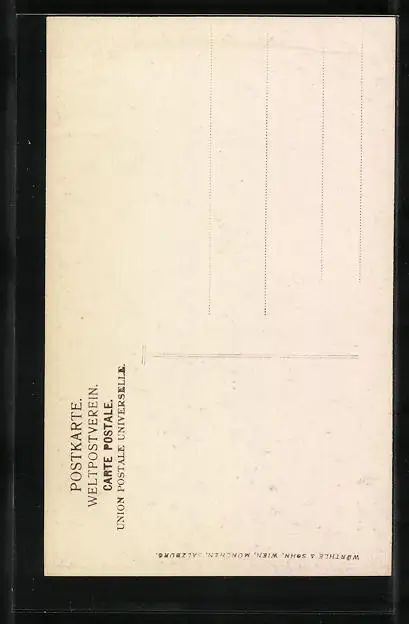 POSTKARTE.
WELTPOSTVEREIN.
CARTE POSTALE.
UNION POSTALE UNIVERSELLE.
WÜRTHLE & SOHN, WIEN, MÜNCHEN, SALZBURG.